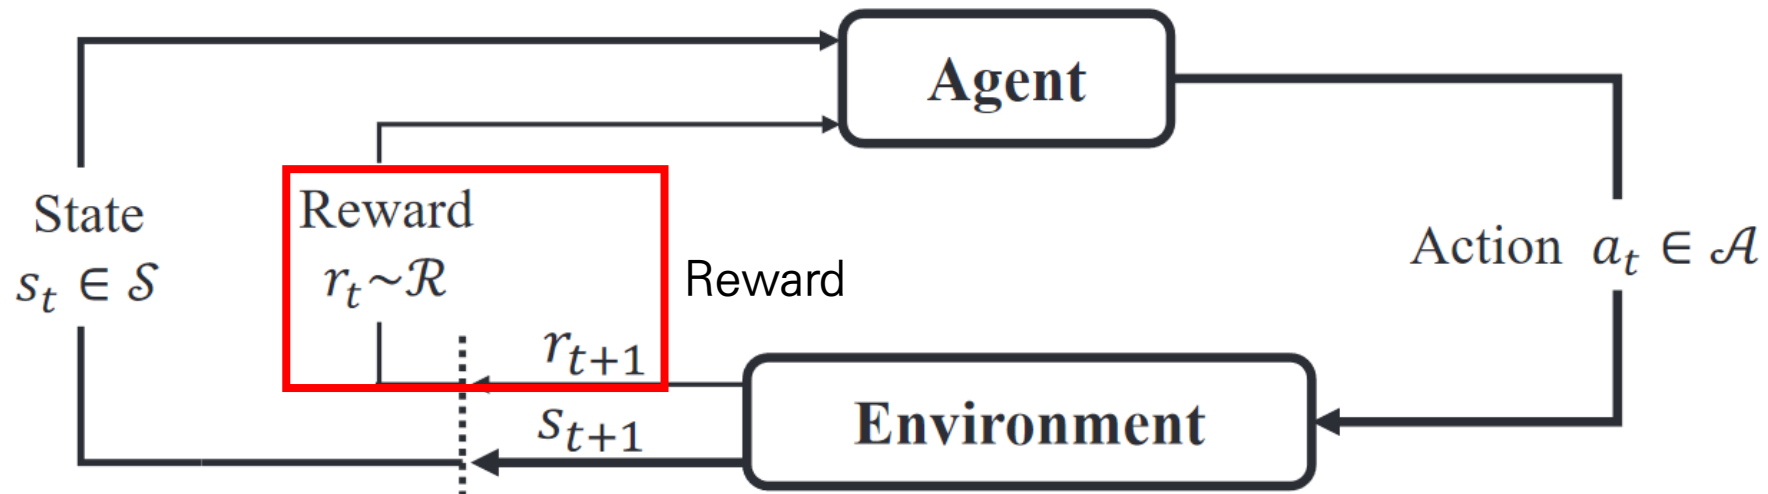 Agent
State
s_t ∈ 𝒮
Reward
r_t~ℛ
Reward
Action a_t ∈ 𝒜
r_{t+1}
s_{t+1}
Environment